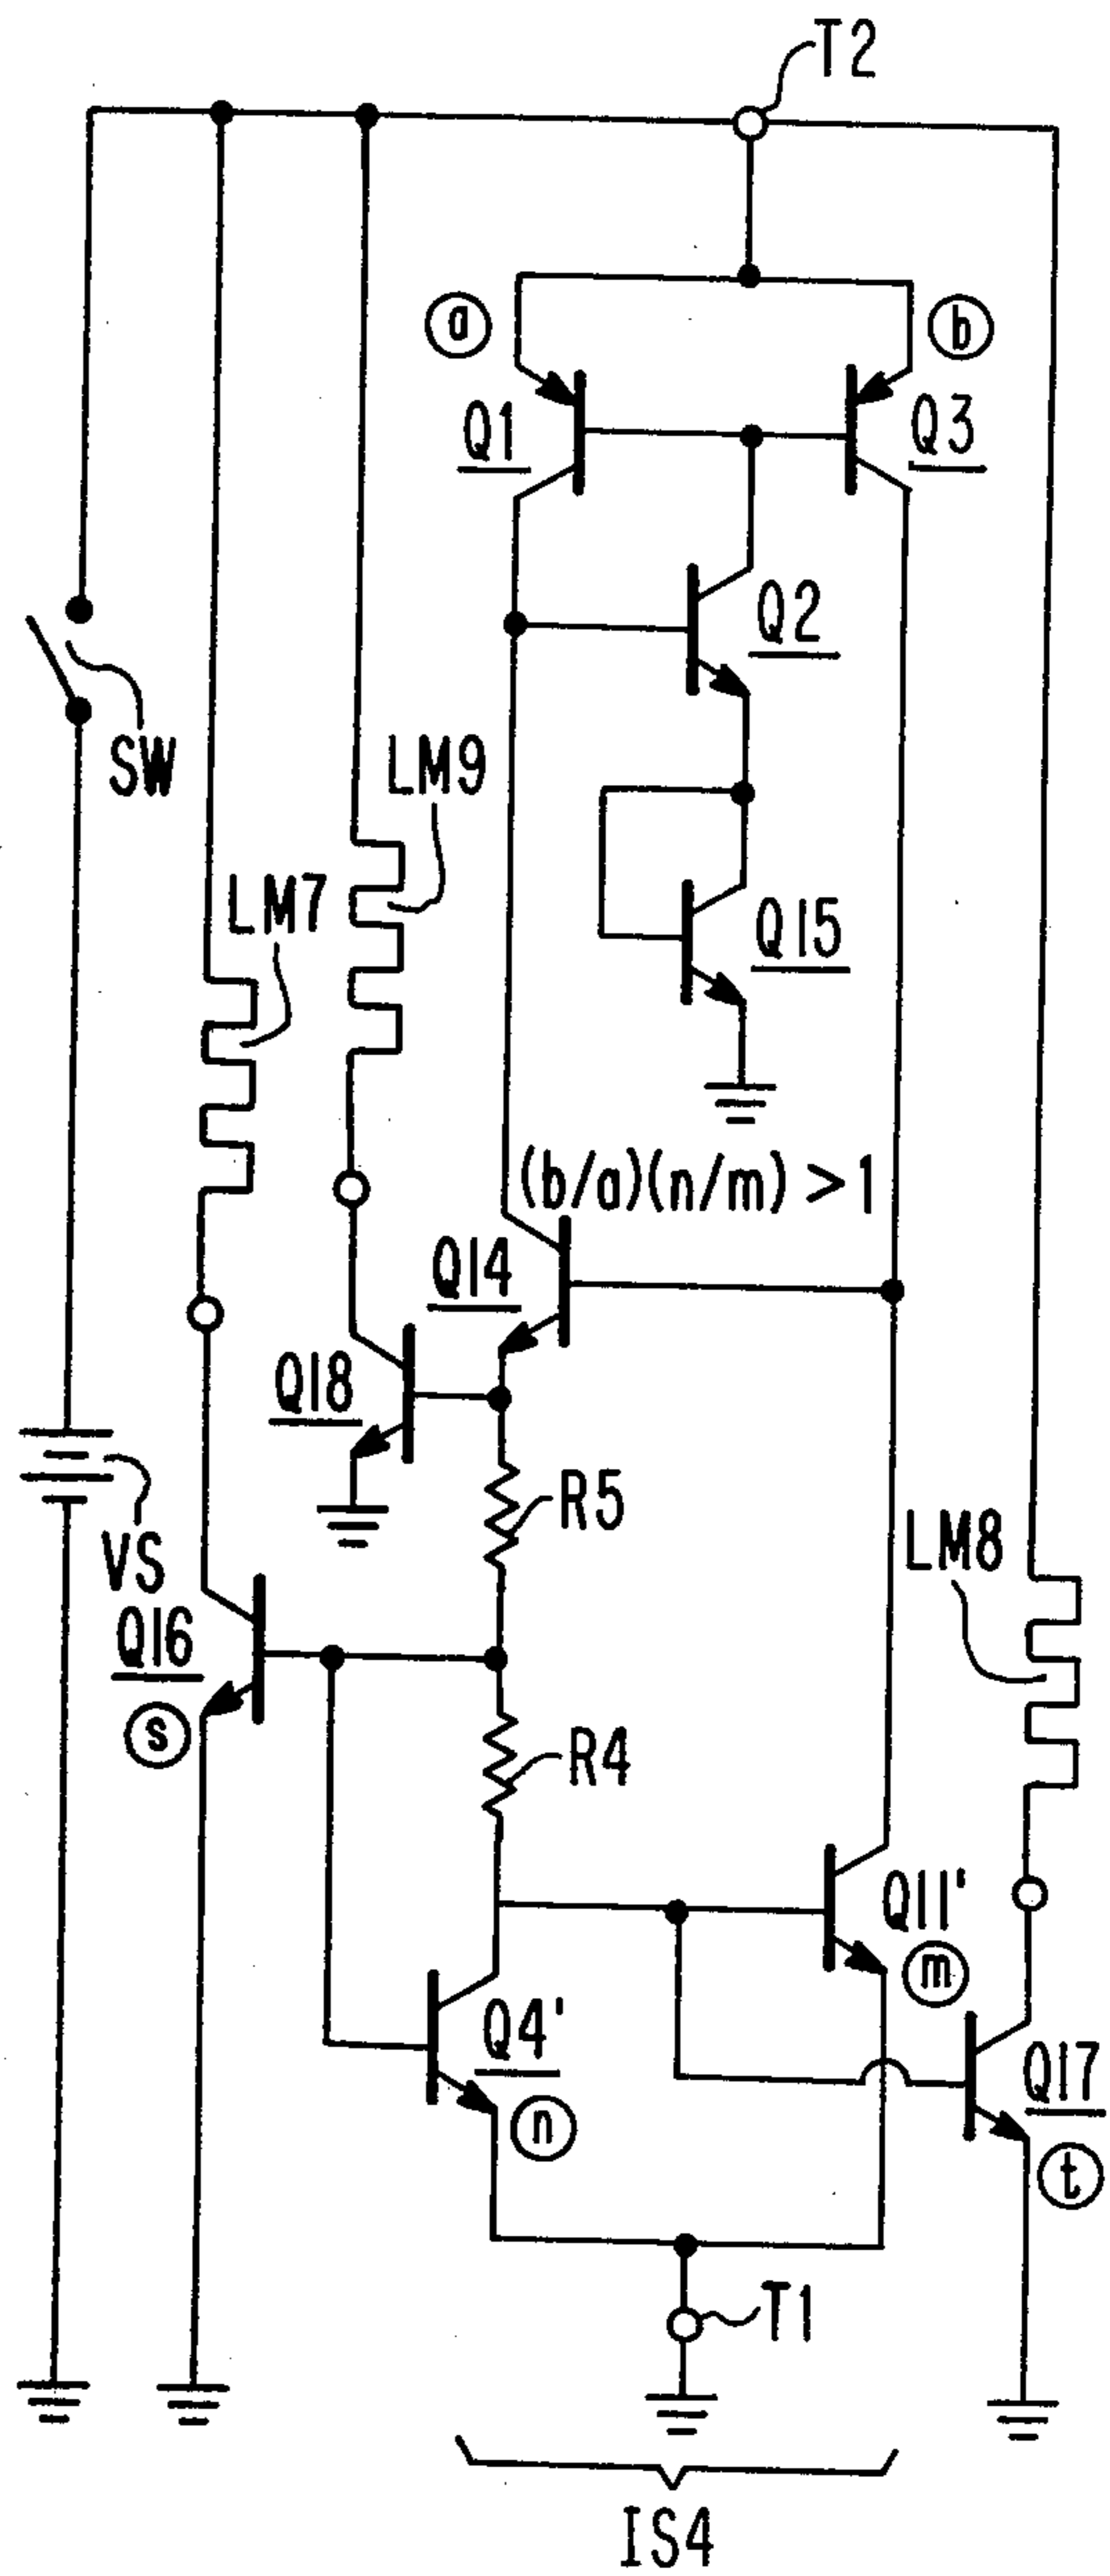 T2
a
b
Q1
Q3
Q2
SW
LM9
LM7
Q15
(b/a)(n/m) > 1
Q14
Q18
R5
LM8
VS
Q16
s
R4
Q11'
m
Q4'
n
Q17
t
T1
IS4